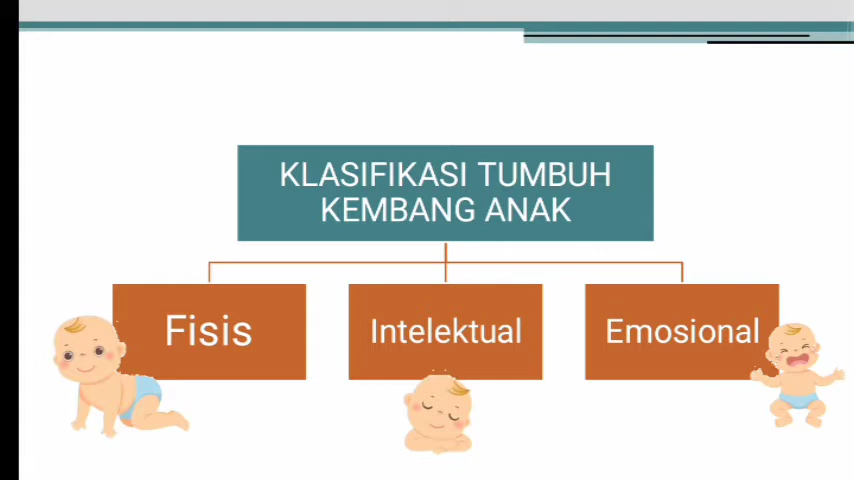 KLASIFIKASI TUMBUH
KEMBANG ANAK
Fisis
Intelektual
Emosional